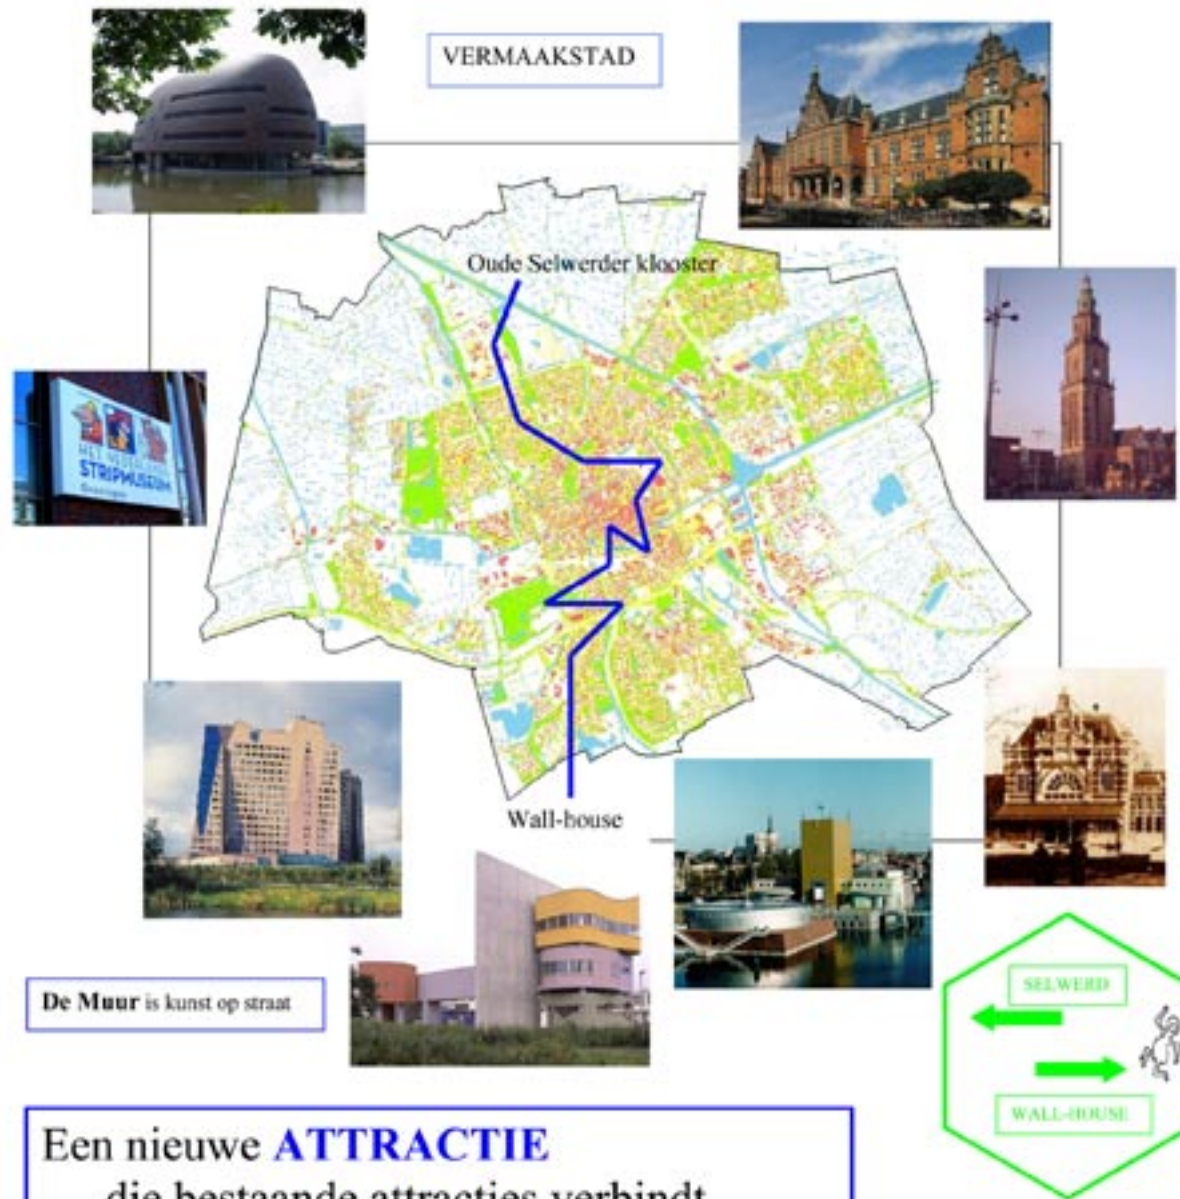 VERMAAKSTAD
Oude Selwerder klooster
STRIPMUSEUM
Groningen
Wall-house
De Muur is kunst op straat
SELWERD
WALL-HOUSE
Een nieuwe ATTRACTIE
die bestaande attracties verbindt